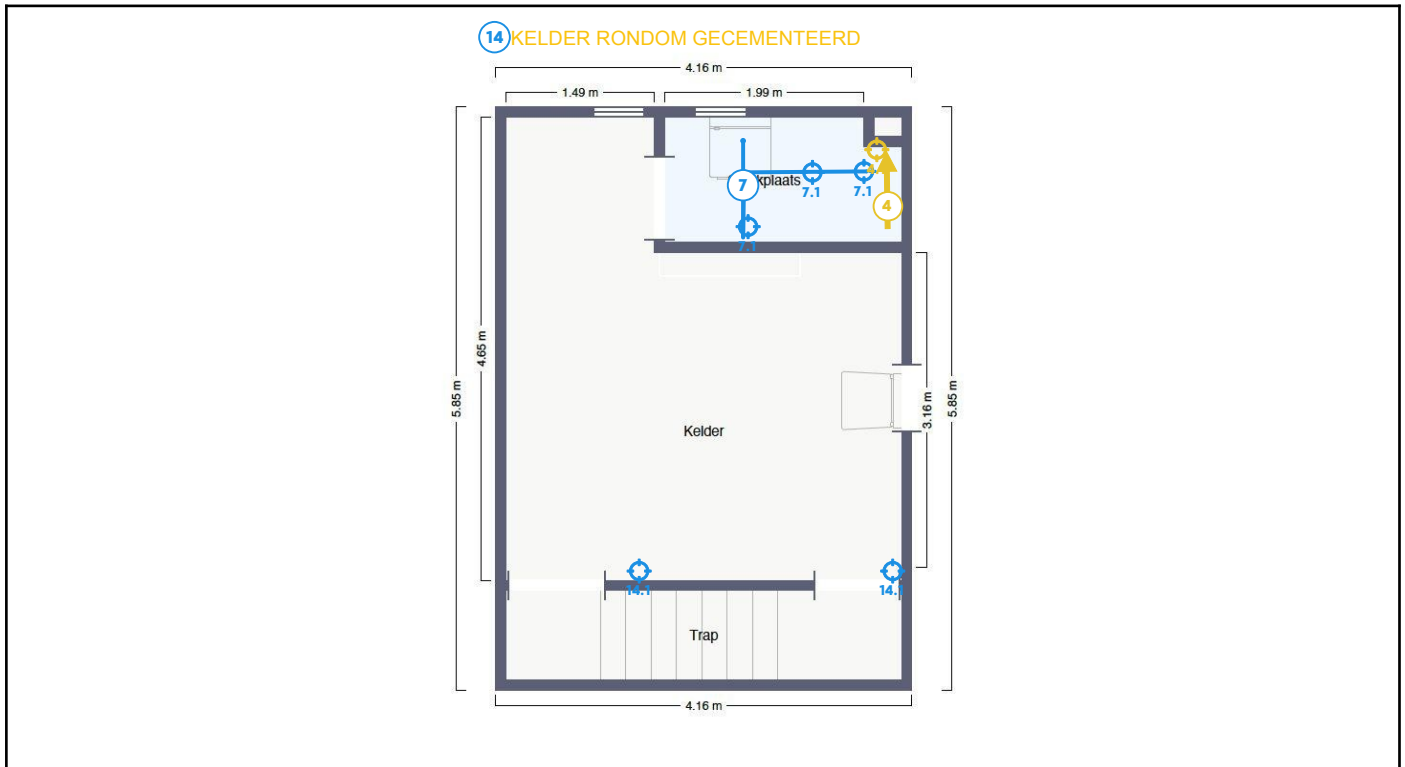 14 KELDER RONDOM GECEMENTEERD
4.16 m
1.49 m
1.99 m
7
kplaats
7.1
7.1
4
7.1
4.65 m
5.85 m
3.16 m
5.85 m
Kelder
14.1
14.1
Trap
4.16 m